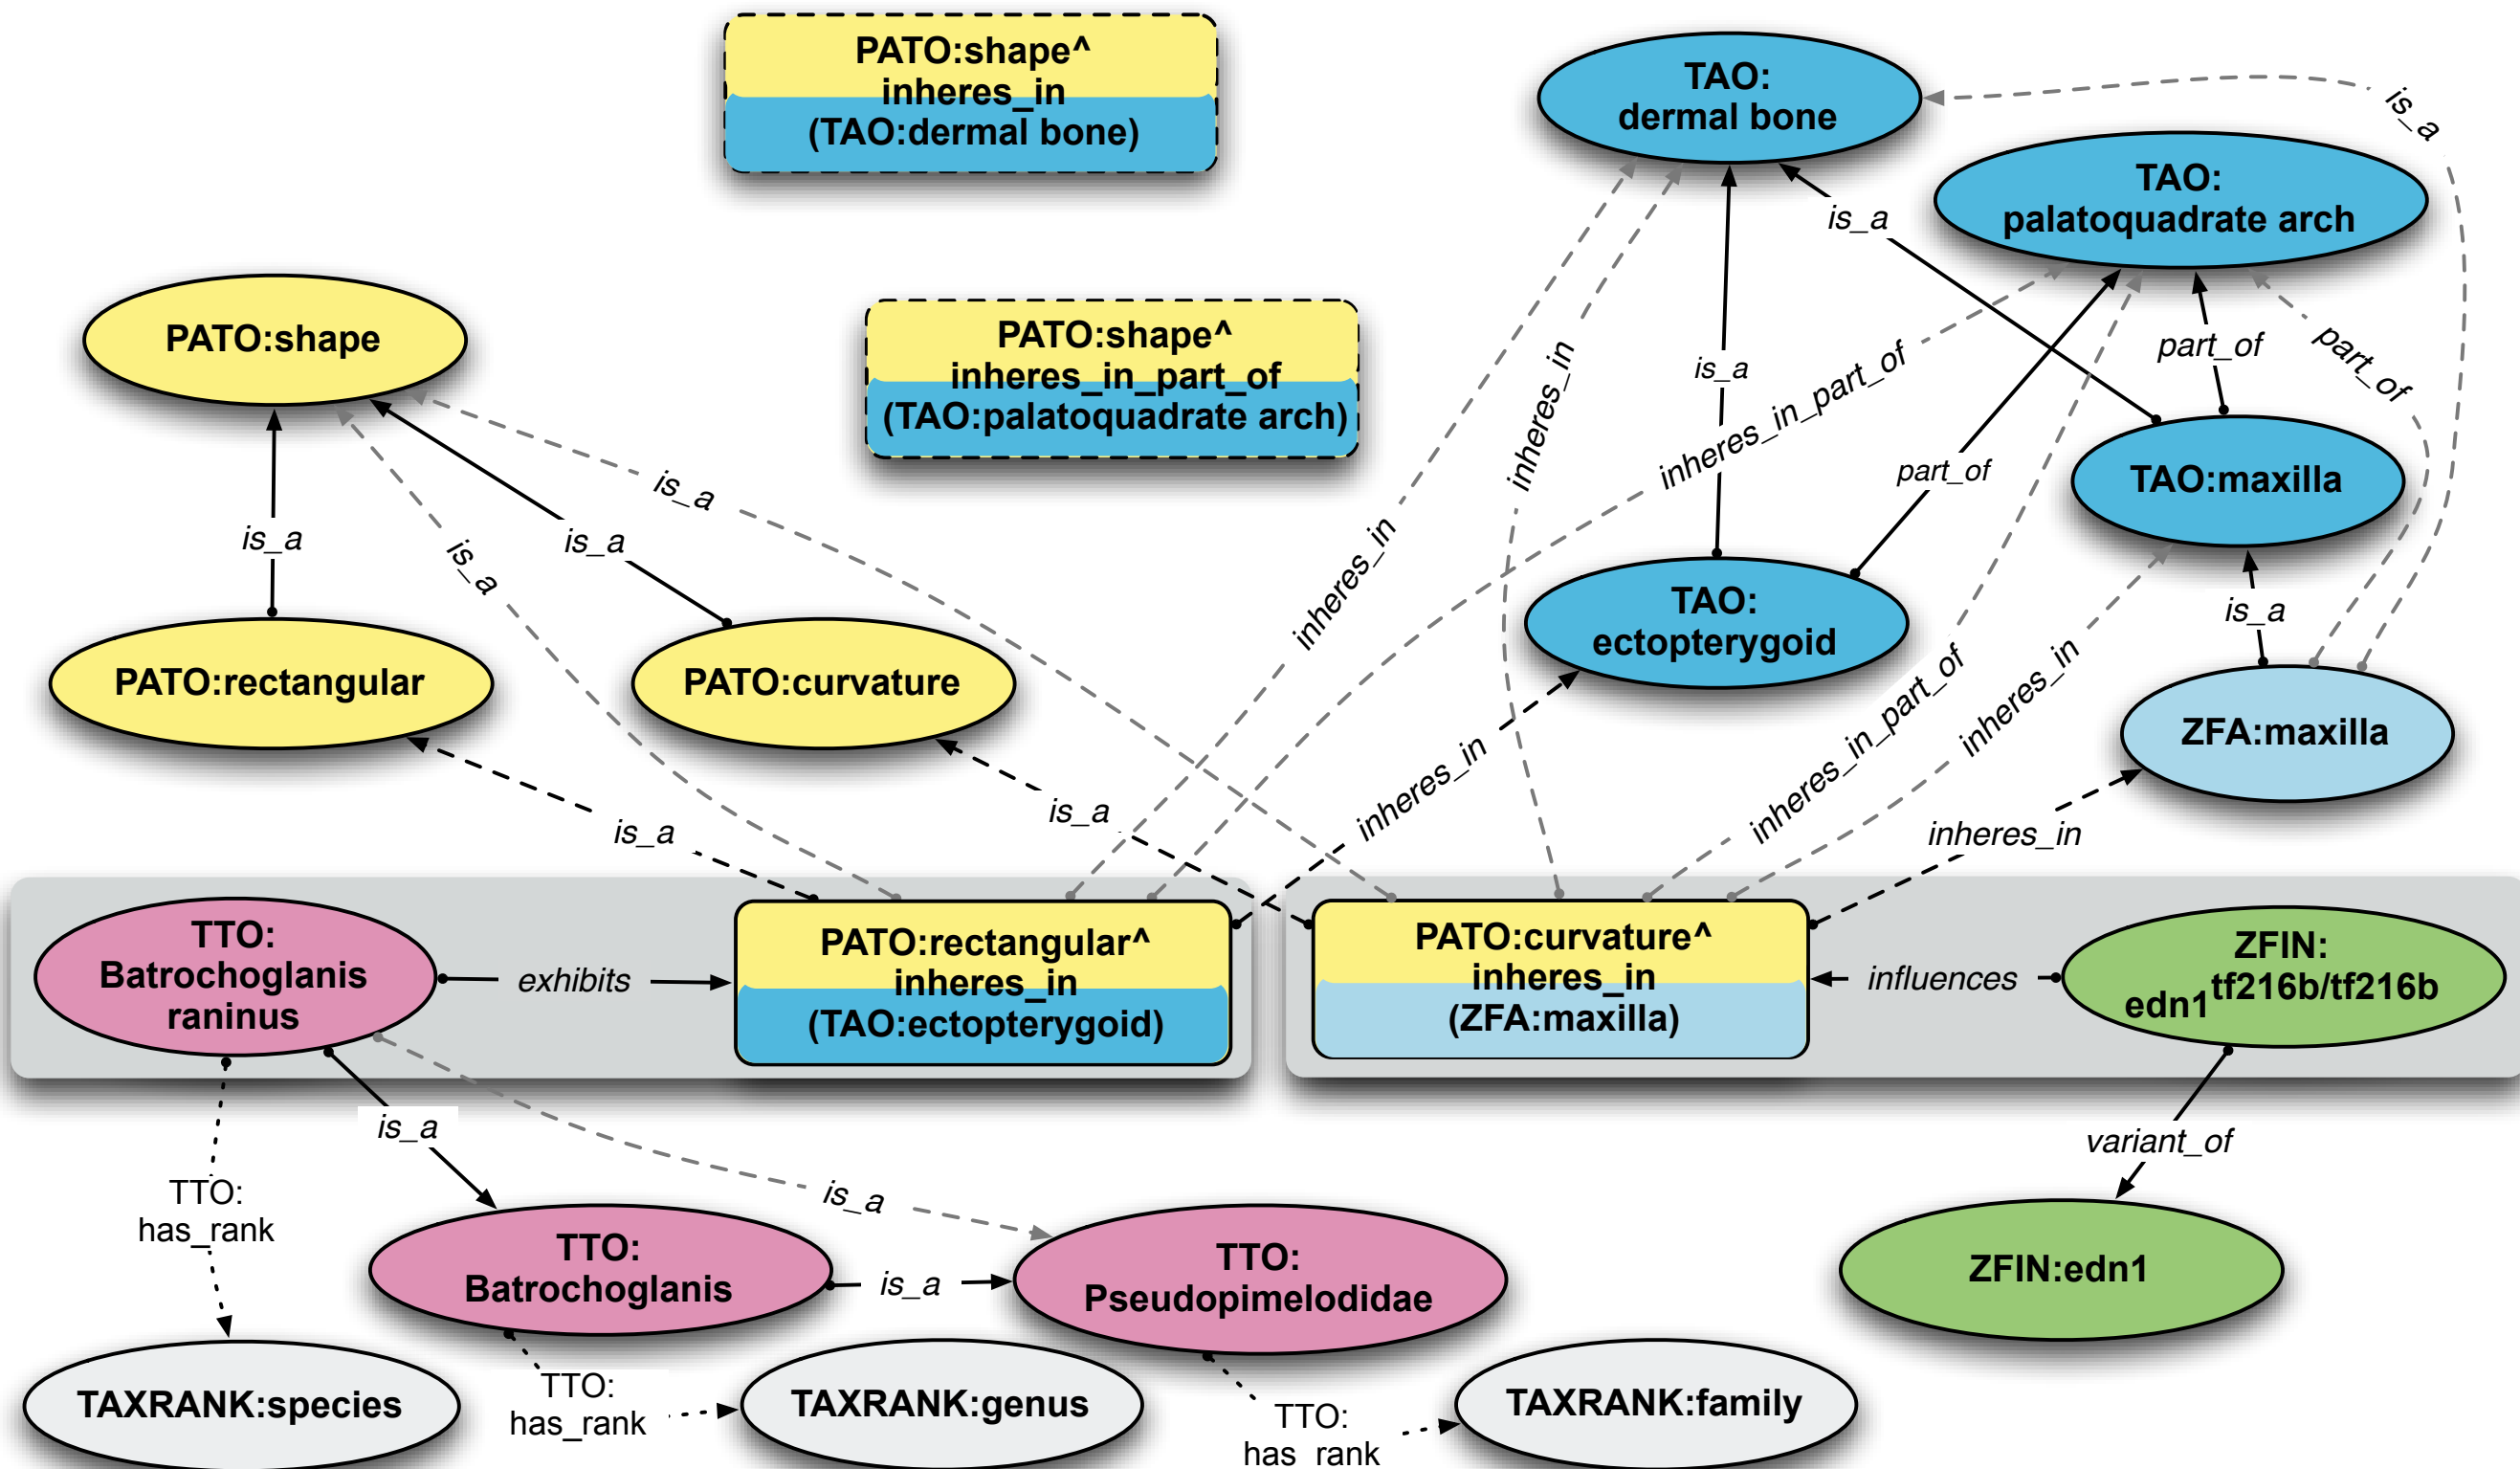 PATO:shape^
inheres_in
(TAO:dermal bone)
TAO:
dermal bone
is_a
TAO:
palatoquadrate arch
is_a
PATO:shape
PATO:shape^
inheres_in_part_of
(TAO:palatoquadrate arch)
inheres_in
is_a
inheres_in_part_of
part_of
part_of
part_of
TAO:maxilla
is_a
is_a
is_a
is_a
inheres_in
TAO:
ectopterygoid
is_a
PATO:rectangular
PATO:curvature
inheres_in_part_of
inheres_in
ZFA:maxilla
is_a
is_a
inheres_in
inheres_in
TTO:
Batrochoglanis
raninus
exhibits
PATO:rectangular^
inheres_in
(TAO:ectopterygoid)
PATO:curvature^
inheres_in
(ZFA:maxilla)
influences
ZFIN:
edn1tf216b/tf216b
is_a
variant_of
TTO:
has_rank
is_a
TTO:
Batrochoglanis
is_a
TTO:
Pseudopimelodidae
ZFIN:edn1
TAXRANK:species
TTO:
has_rank
TAXRANK:genus
TTO:
has_rank
TAXRANK:family